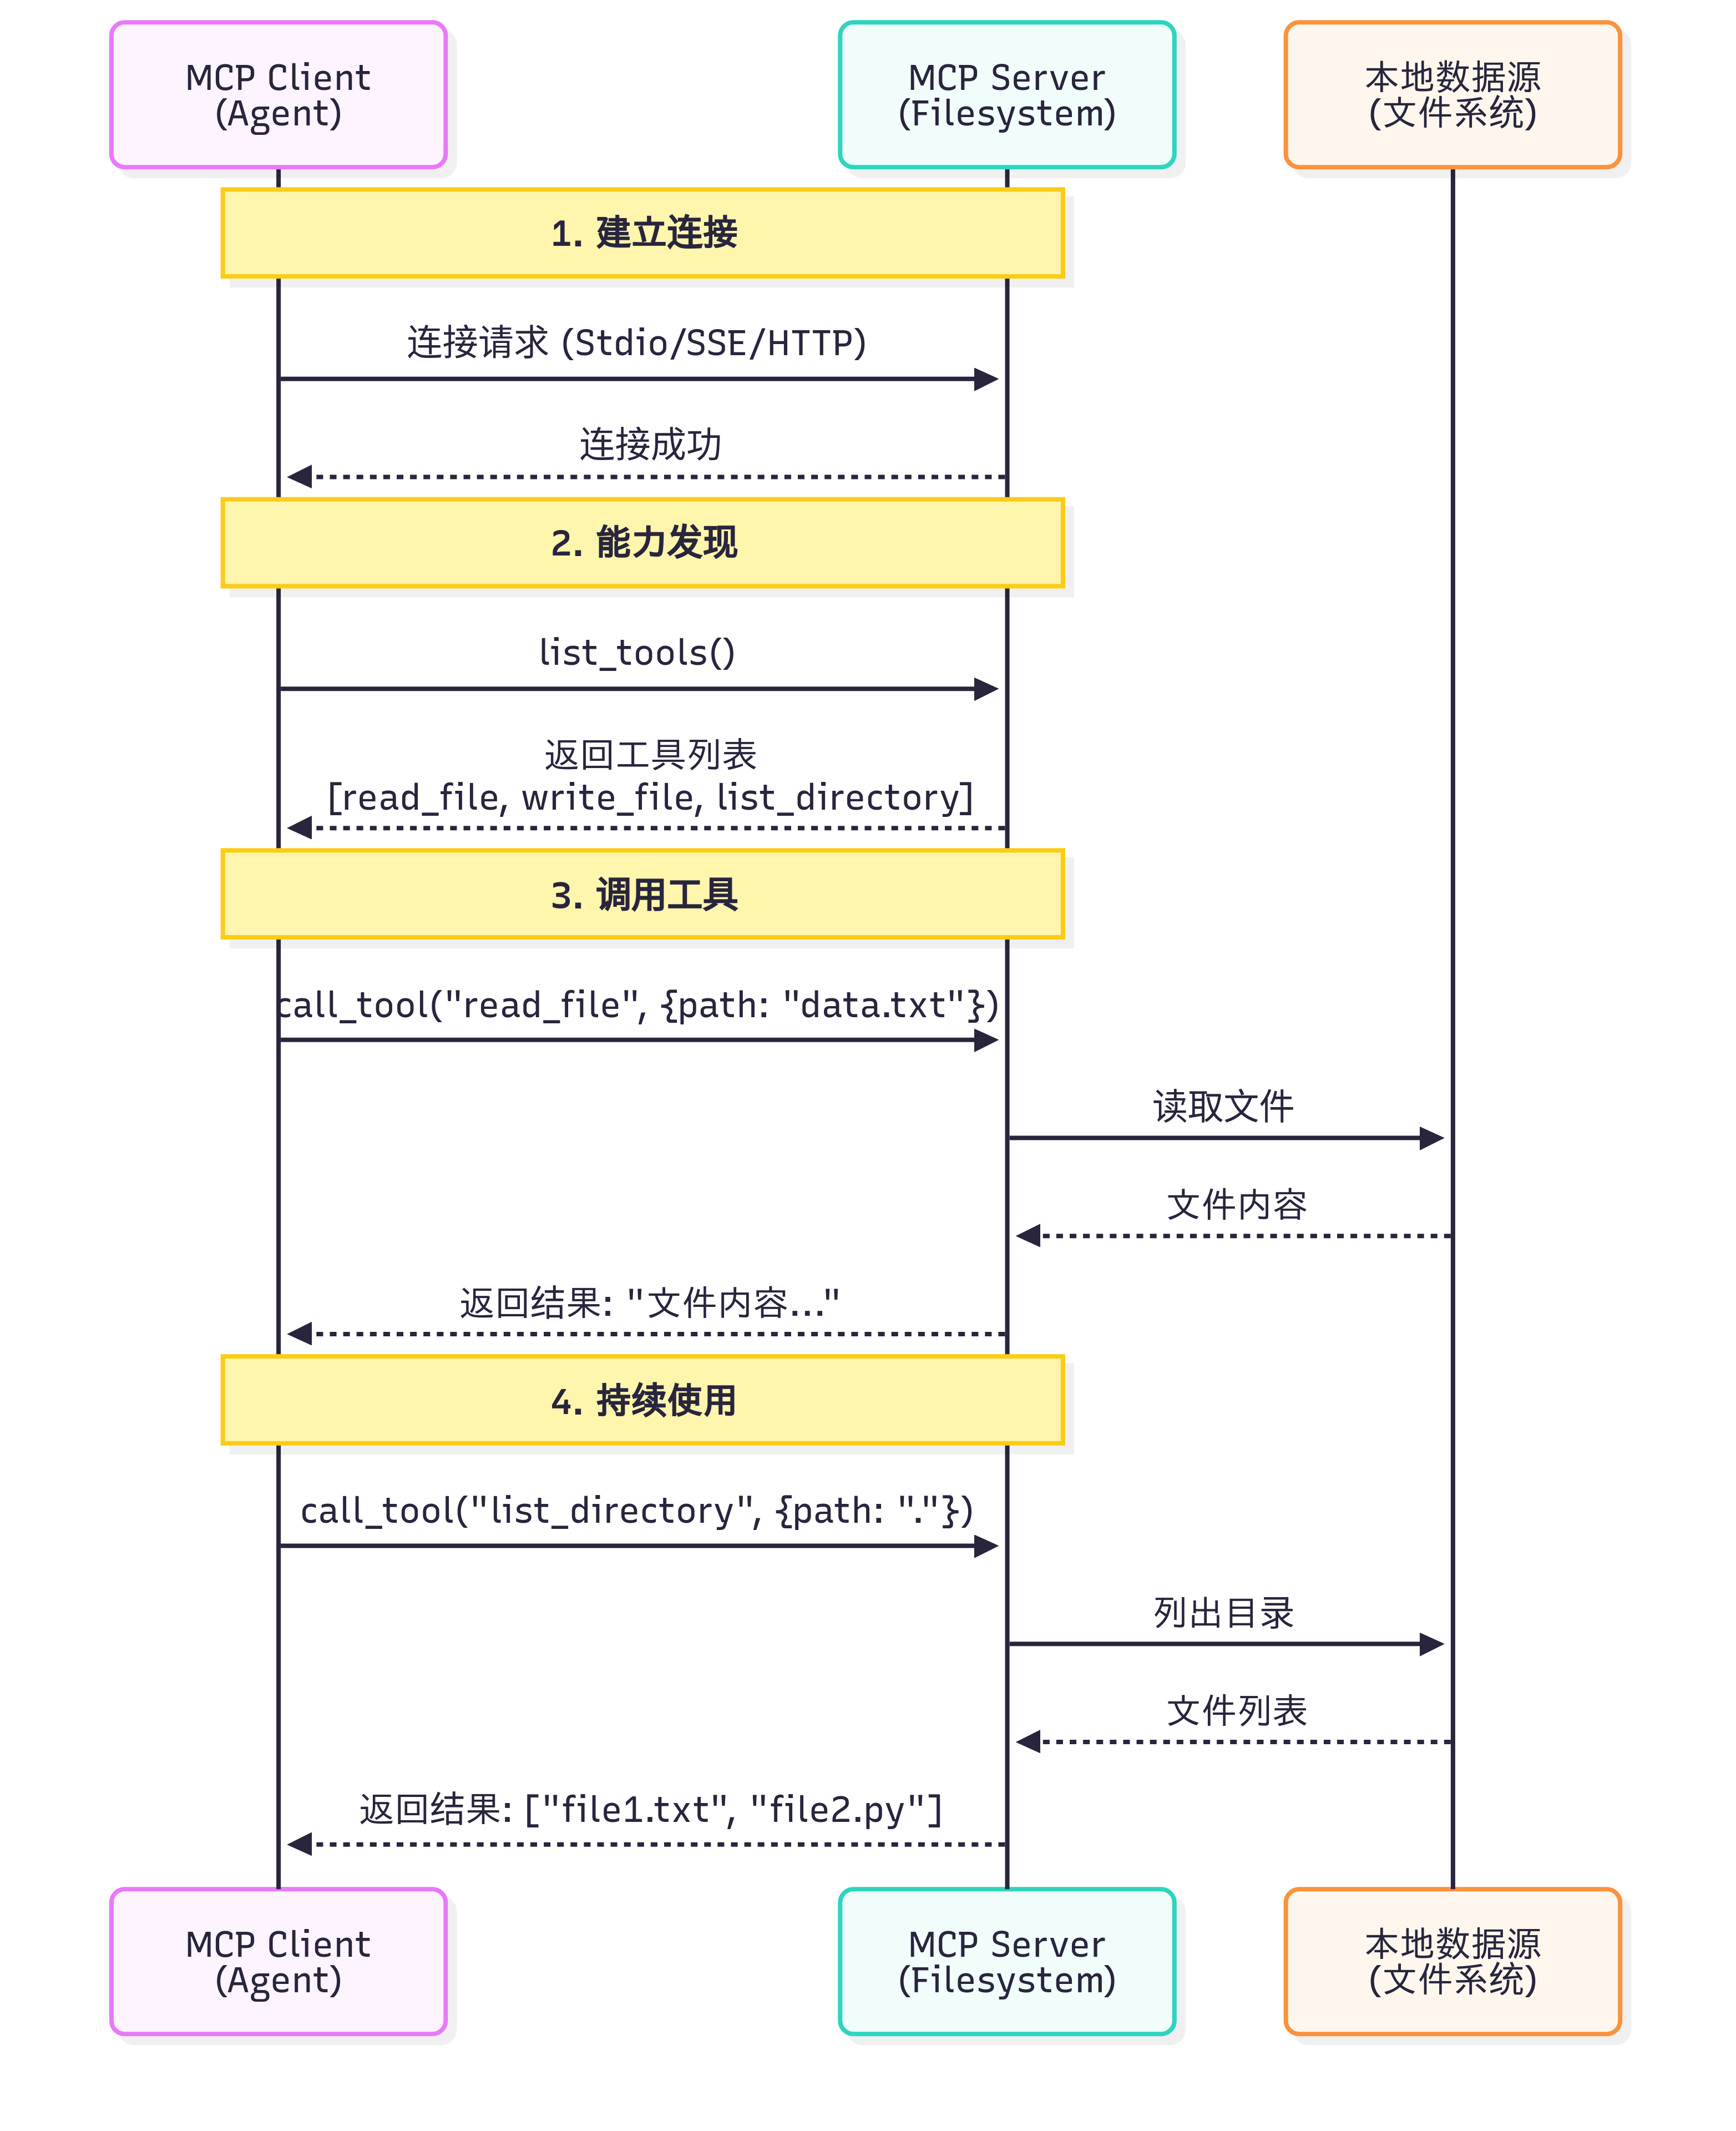 MCP Client
(Agent)
MCP Server
(Filesystem)
本地数据源
(文件系统)
1. 建立连接
连接请求 (Stdio/SSE/HTTP)
连接成功
2. 能力发现
list_tools()
返回工具列表
[read_file, write_file, list_directory]
3. 调用工具
call_tool("read_file", {path: "data.txt"})
读取文件
文件内容
返回结果: "文件内容..."
4. 持续使用
call_tool("list_directory", {path: "."})
列出目录
文件列表
返回结果: ["file1.txt", "file2.py"]
MCP Client
(Agent)
MCP Server
(Filesystem)
本地数据源
(文件系统)